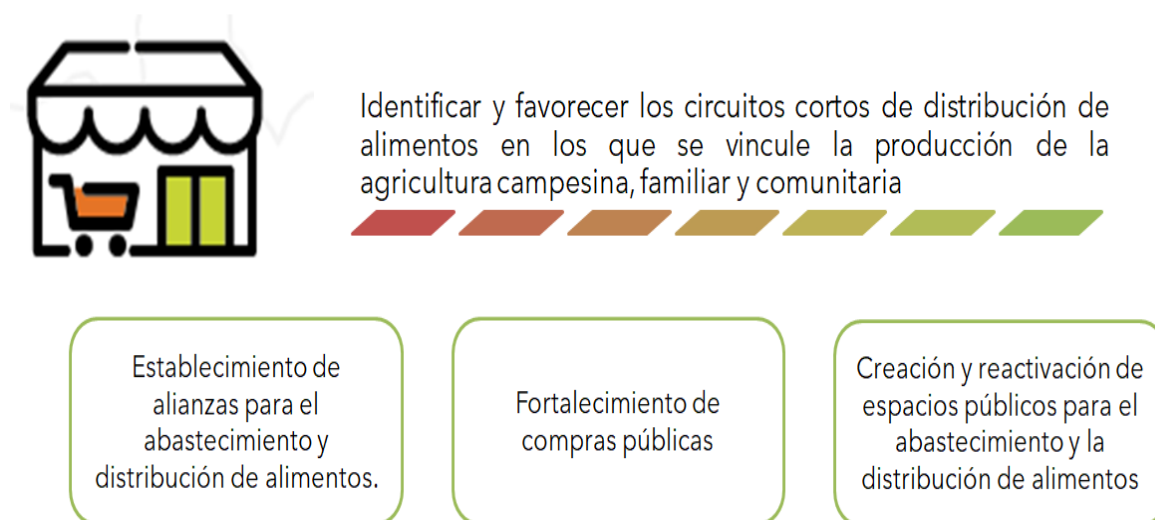 Identificar y favorecer los circuitos cortos de distribución de
alimentos en los que se vincule la producción de la
agricultura campesina, familiar y comunitaria
Establecimiento de
alianzas para el
abastecimiento y
distribución de alimentos.
Fortalecimiento de
compras públicas
Creación y reactivación de
espacios públicos para el
abastecimiento y la
distribución de alimentos